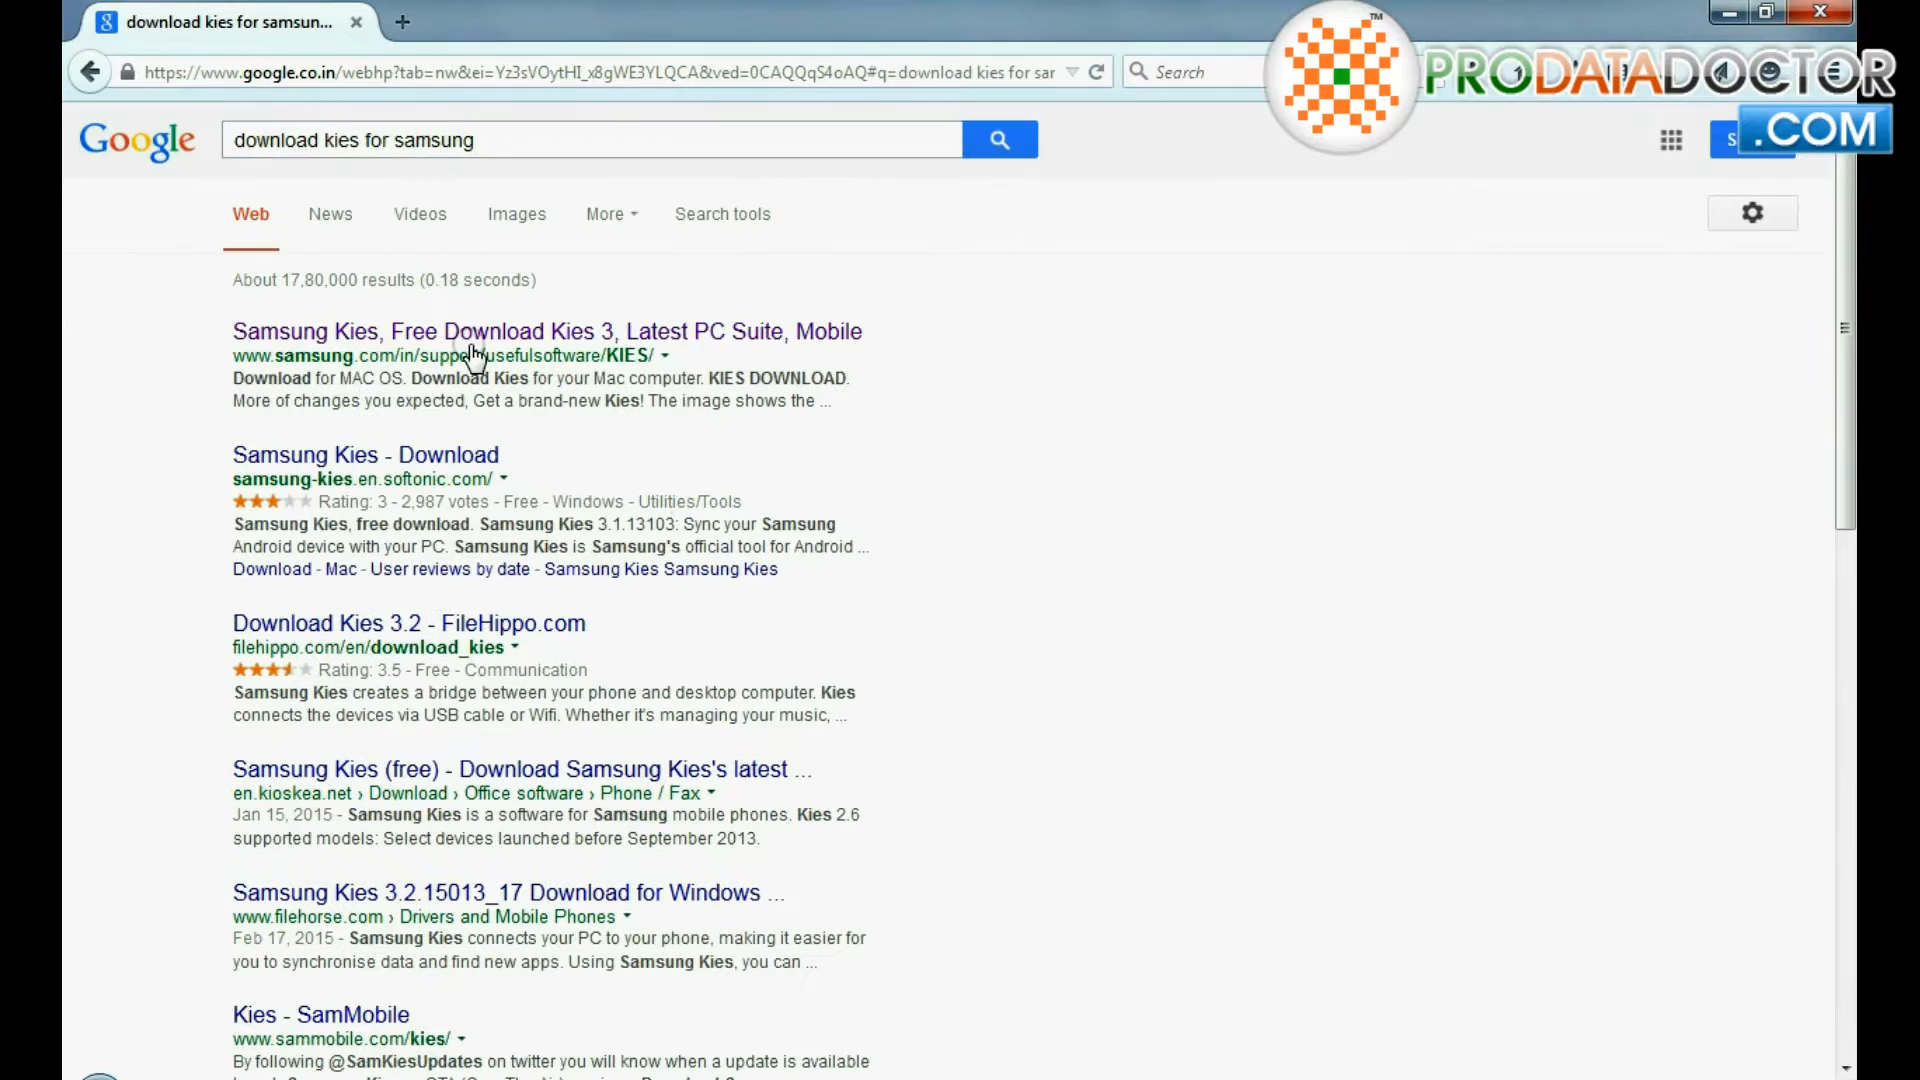 download kies for samsun...
https://www.google.co.in/webhp?tab=nw&ei=Yz3sVOytHI_x8gWE3YLQCA&ved=0CAQQqS4oAQ#q=download kies for sar
Search
TM
PRODATADOCTOR
.COM
Google
download kies for samsung
Web
News
Videos
Images
More
Search tools
About 17,80,000 results (0.18 seconds)
Samsung Kies, Free Download Kies 3, Latest PC Suite, Mobile
www.samsung.com/in/support/usefulsoftware/KIES/
Download for MAC OS. Download Kies for your Mac computer. KIES DOWNLOAD.
More of changes you expected, Get a brand-new Kies! The image shows the ...
Samsung Kies - Download
samsung-kies.en.softonic.com/
Rating: 3 - 2,987 votes - Free - Windows - Utilities/Tools
Samsung Kies, free download. Samsung Kies 3.1.13103: Sync your Samsung
Android device with your PC. Samsung Kies is Samsung's official tool for Android ...
Download - Mac - User reviews by date - Samsung Kies Samsung Kies
Download Kies 3.2 - FileHippo.com
filehippo.com/en/download_kies
Rating: 3.5 - Free - Communication
Samsung Kies creates a bridge between your phone and desktop computer. Kies
connects the devices via USB cable or Wifi. Whether it's managing your music, ...
Samsung Kies (free) - Download Samsung Kies's latest ...
en.kioskea.net › Download › Office software › Phone / Fax
Jan 15, 2015 - Samsung Kies is a software for Samsung mobile phones. Kies 2.6
supported models: Select devices launched before September 2013.
Samsung Kies 3.2.15013_17 Download for Windows ...
www.filehorse.com › Drivers and Mobile Phones
Feb 17, 2015 - Samsung Kies connects your PC to your phone, making it easier for
you to synchronise data and find new apps. Using Samsung Kies, you can ...
Kies - SamMobile
www.sammobile.com/kies/
By following @SamKiesUpdates on twitter you will know when a update is available